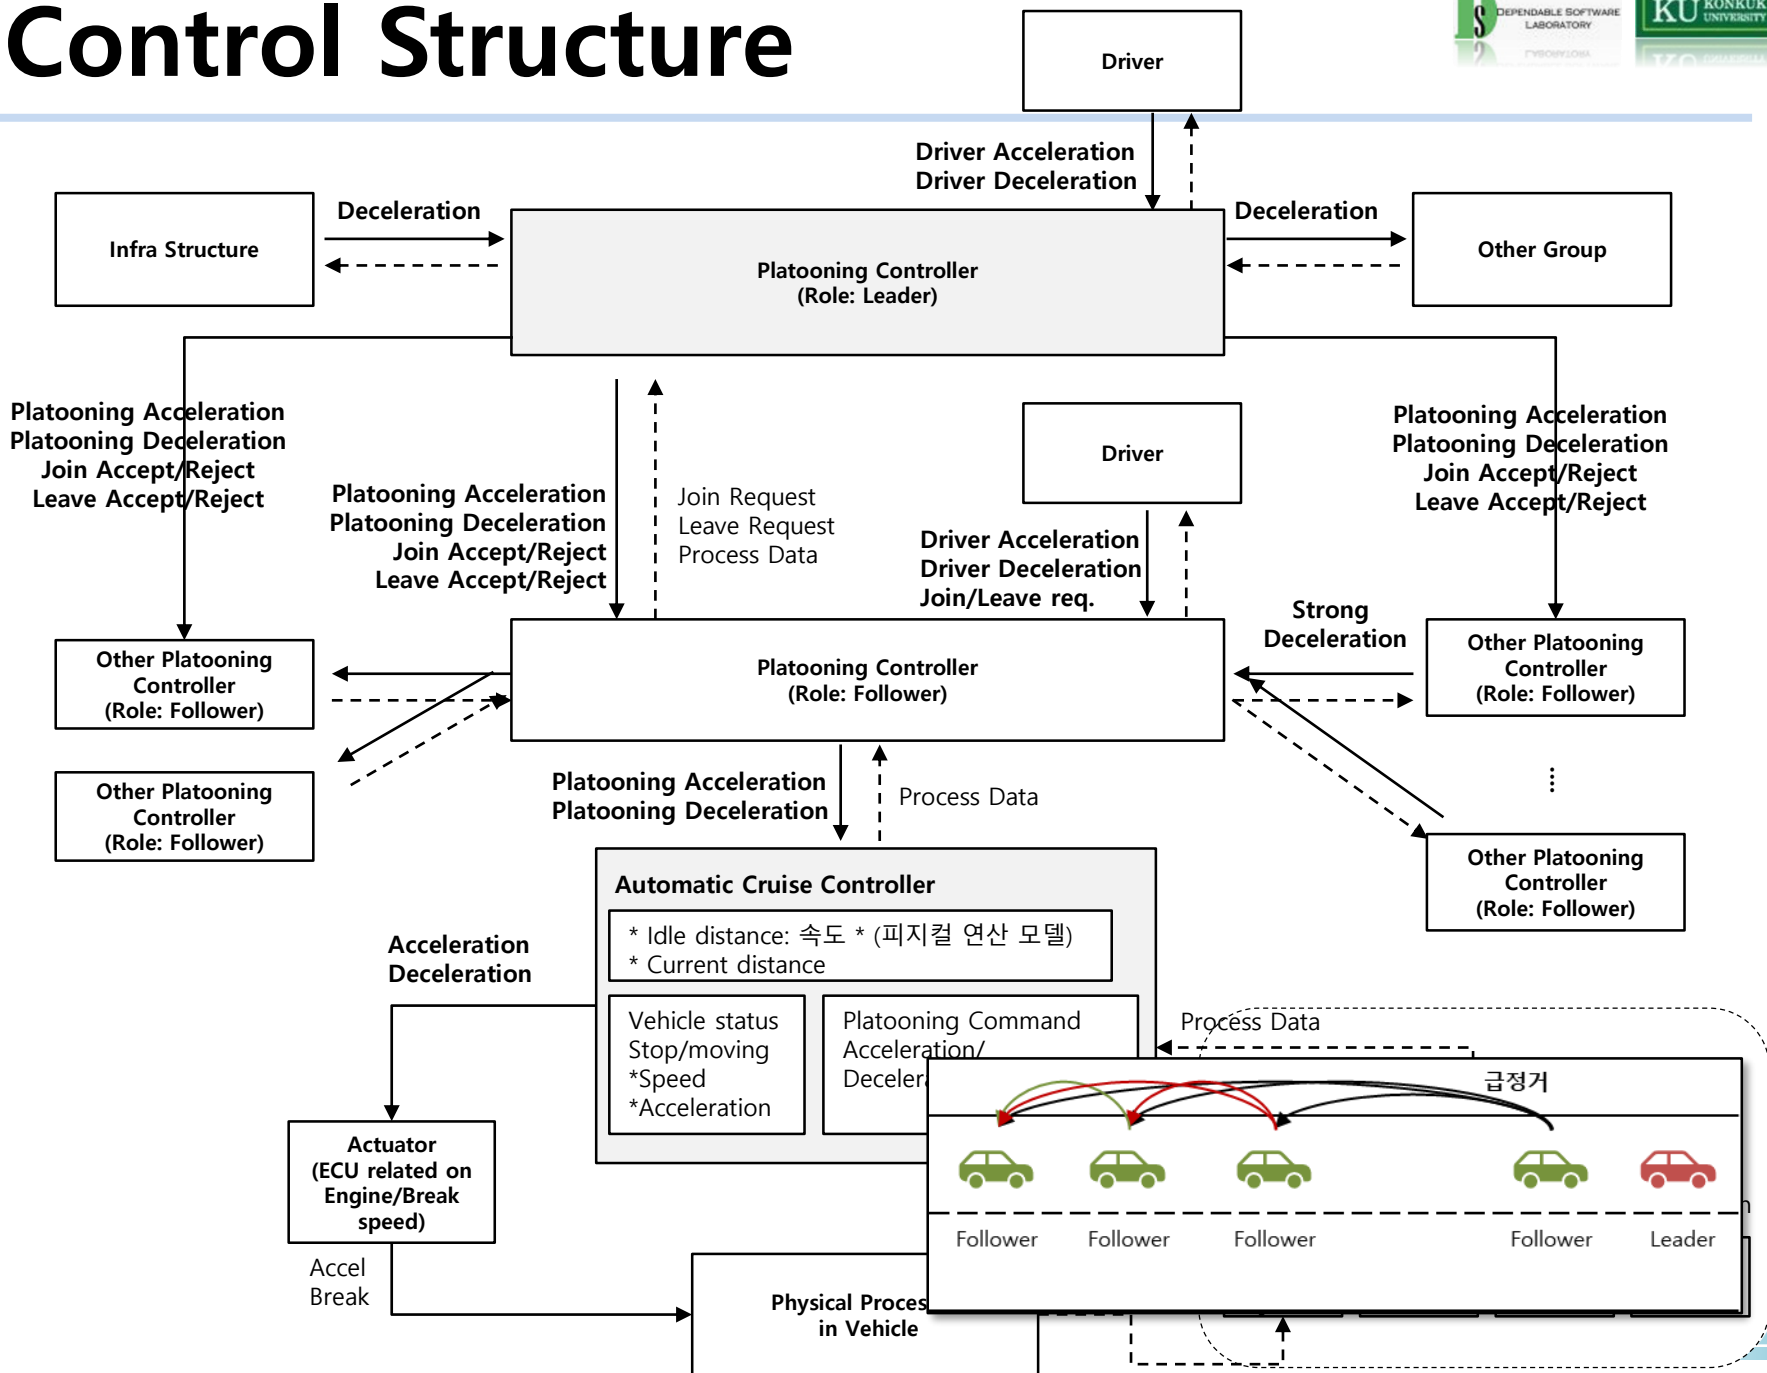 Control Structure
DEPENDABLE SOFTWARE
LABORATORY
KU KONKUK
UNIVERSITY
Driver
Driver Acceleration
Driver Deceleration
Infra Structure
Deceleration
Platooning Controller
(Role: Leader)
Deceleration
Other Group
Platooning Acceleration
Platooning Deceleration
Join Accept/Reject
Leave Accept/Reject
Platooning Acceleration
Platooning Deceleration
Join Accept/Reject
Leave Accept/Reject
Join Request
Leave Request
Process Data
Driver
Driver Acceleration
Driver Deceleration
Join/Leave req.
Platooning Acceleration
Platooning Deceleration
Join Accept/Reject
Leave Accept/Reject
Strong
Deceleration
Other Platooning
Controller
(Role: Follower)
Platooning Controller
(Role: Follower)
Other Platooning
Controller
(Role: Follower)
Other Platooning
Controller
(Role: Follower)
Platooning Acceleration
Platooning Deceleration
Process Data
Other Platooning
Controller
(Role: Follower)
Automatic Cruise Controller
* Idle distance: 속도 * (피지컬 연산 모델)
* Current distance
Acceleration
Deceleration
Vehicle status
Stop/moving
*Speed
*Acceleration
Platooning Command
Acceleration/
Process Data
급정거
Actuator
(ECU related on
Engine/Break
speed)
Follower
Follower
Follower
Follower
Leader
Accel
Break
Physical Proces
in Vehicle